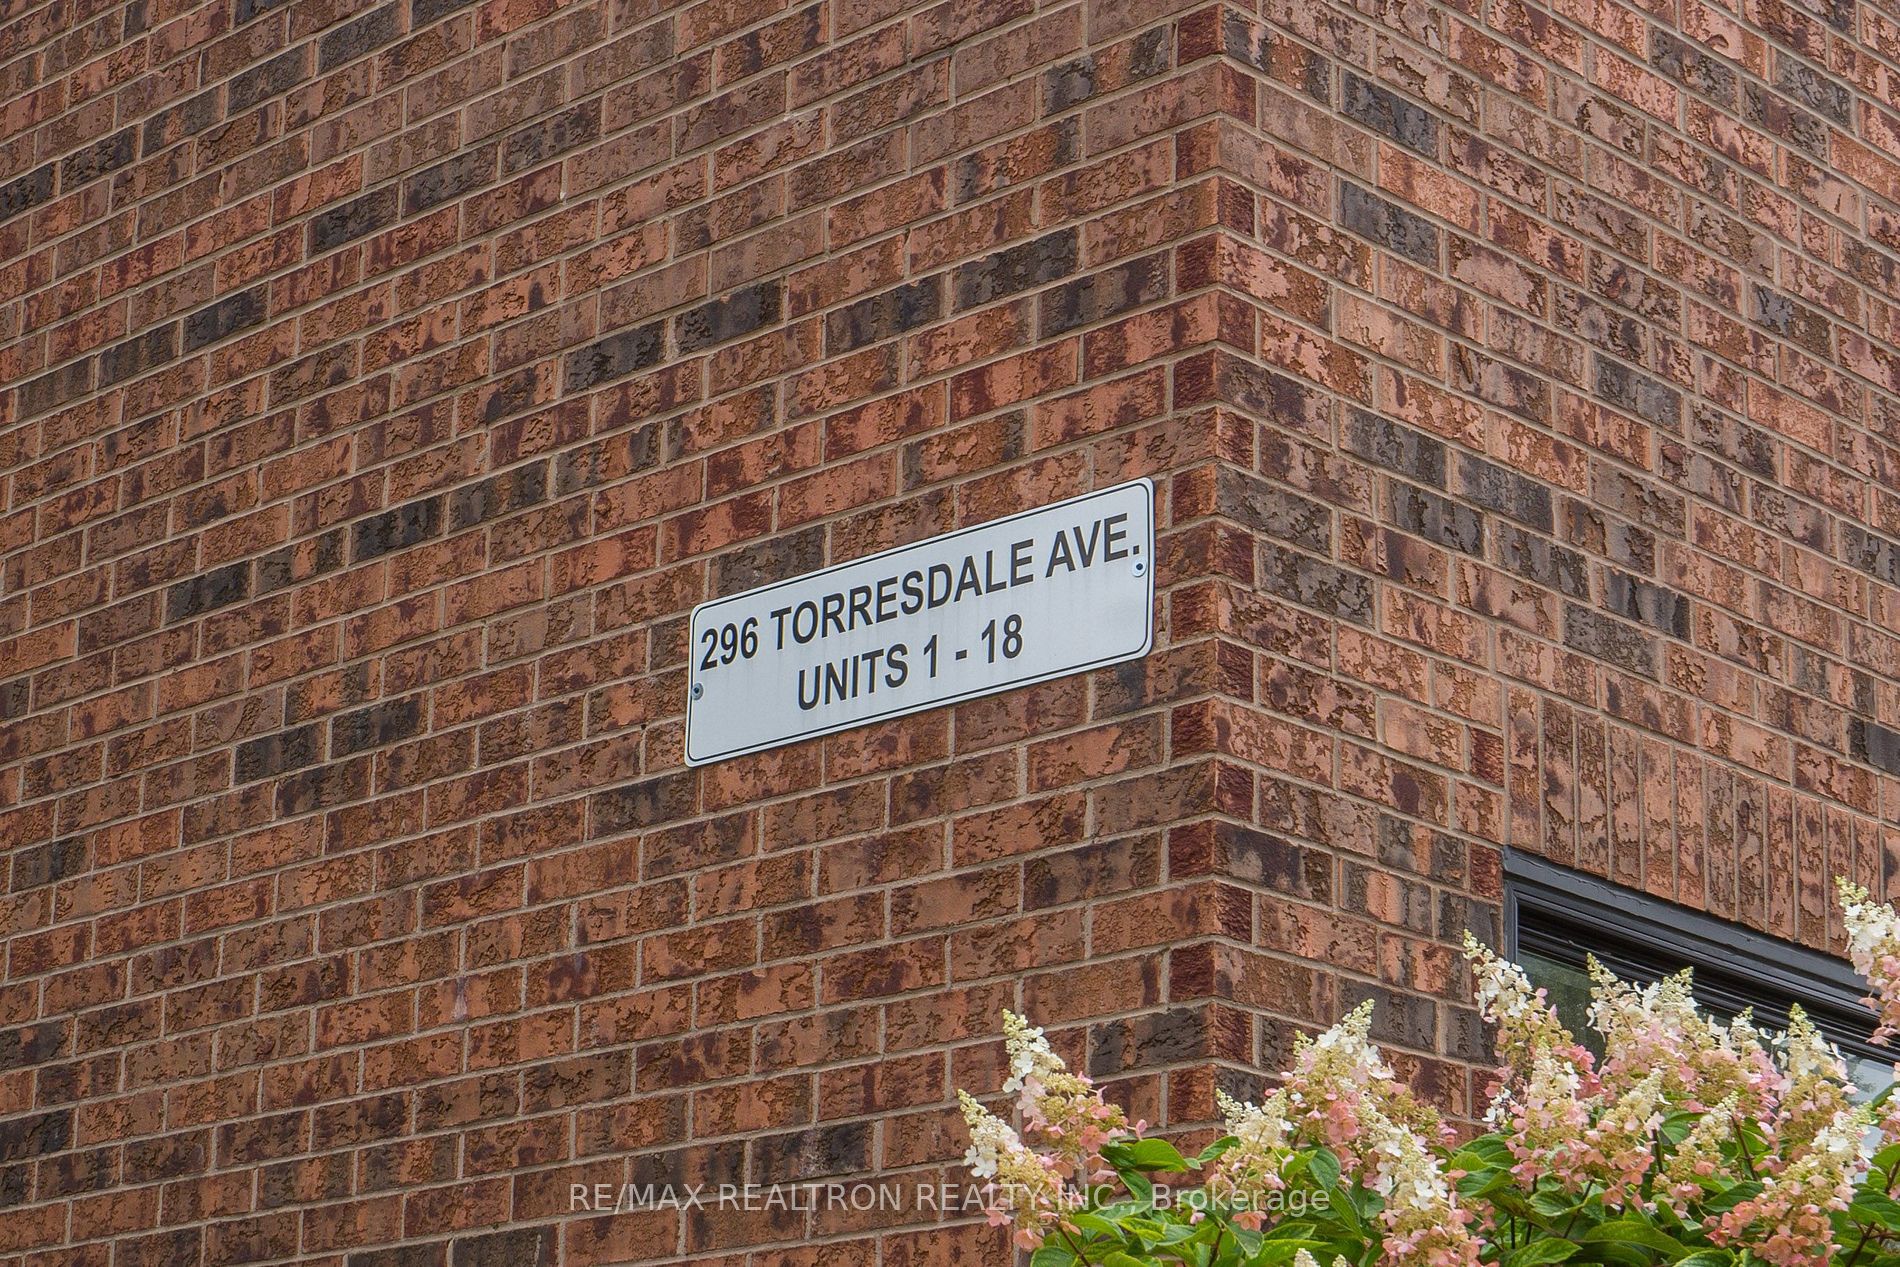 296 TORRESDALE AVE.
UNITS 1 - 18
RE/MAX REALTRON REALTY INC., Brokerage